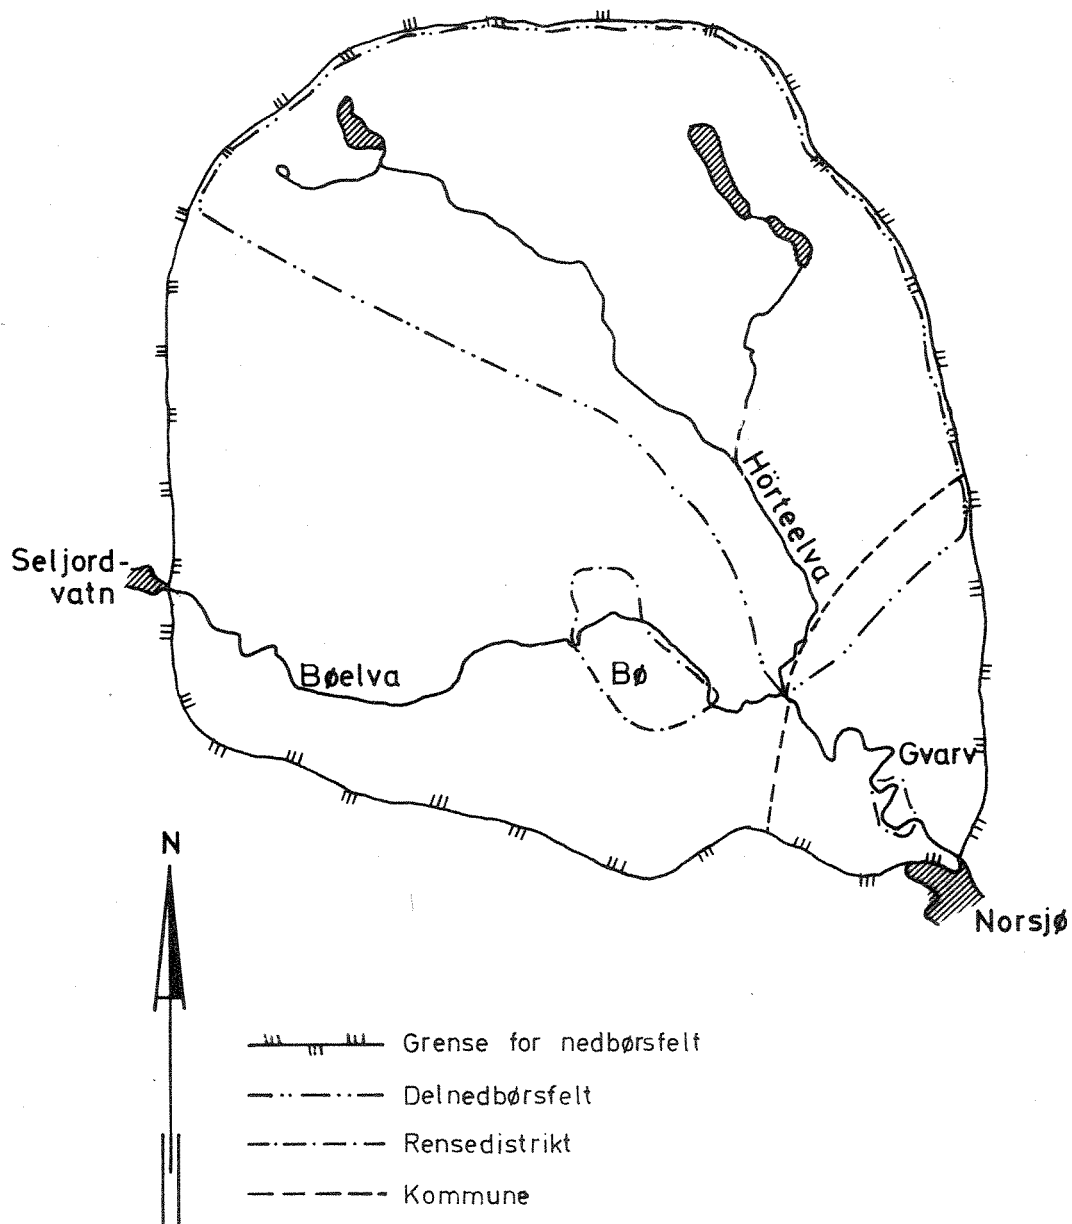 Hörteelva
Seljord-
vatn
Bøelva
Bø
Gvarv
Norsjø
N
Grense for nedbørsfelt
Delnedbørsfelt
Rensedistrikt
Kommune